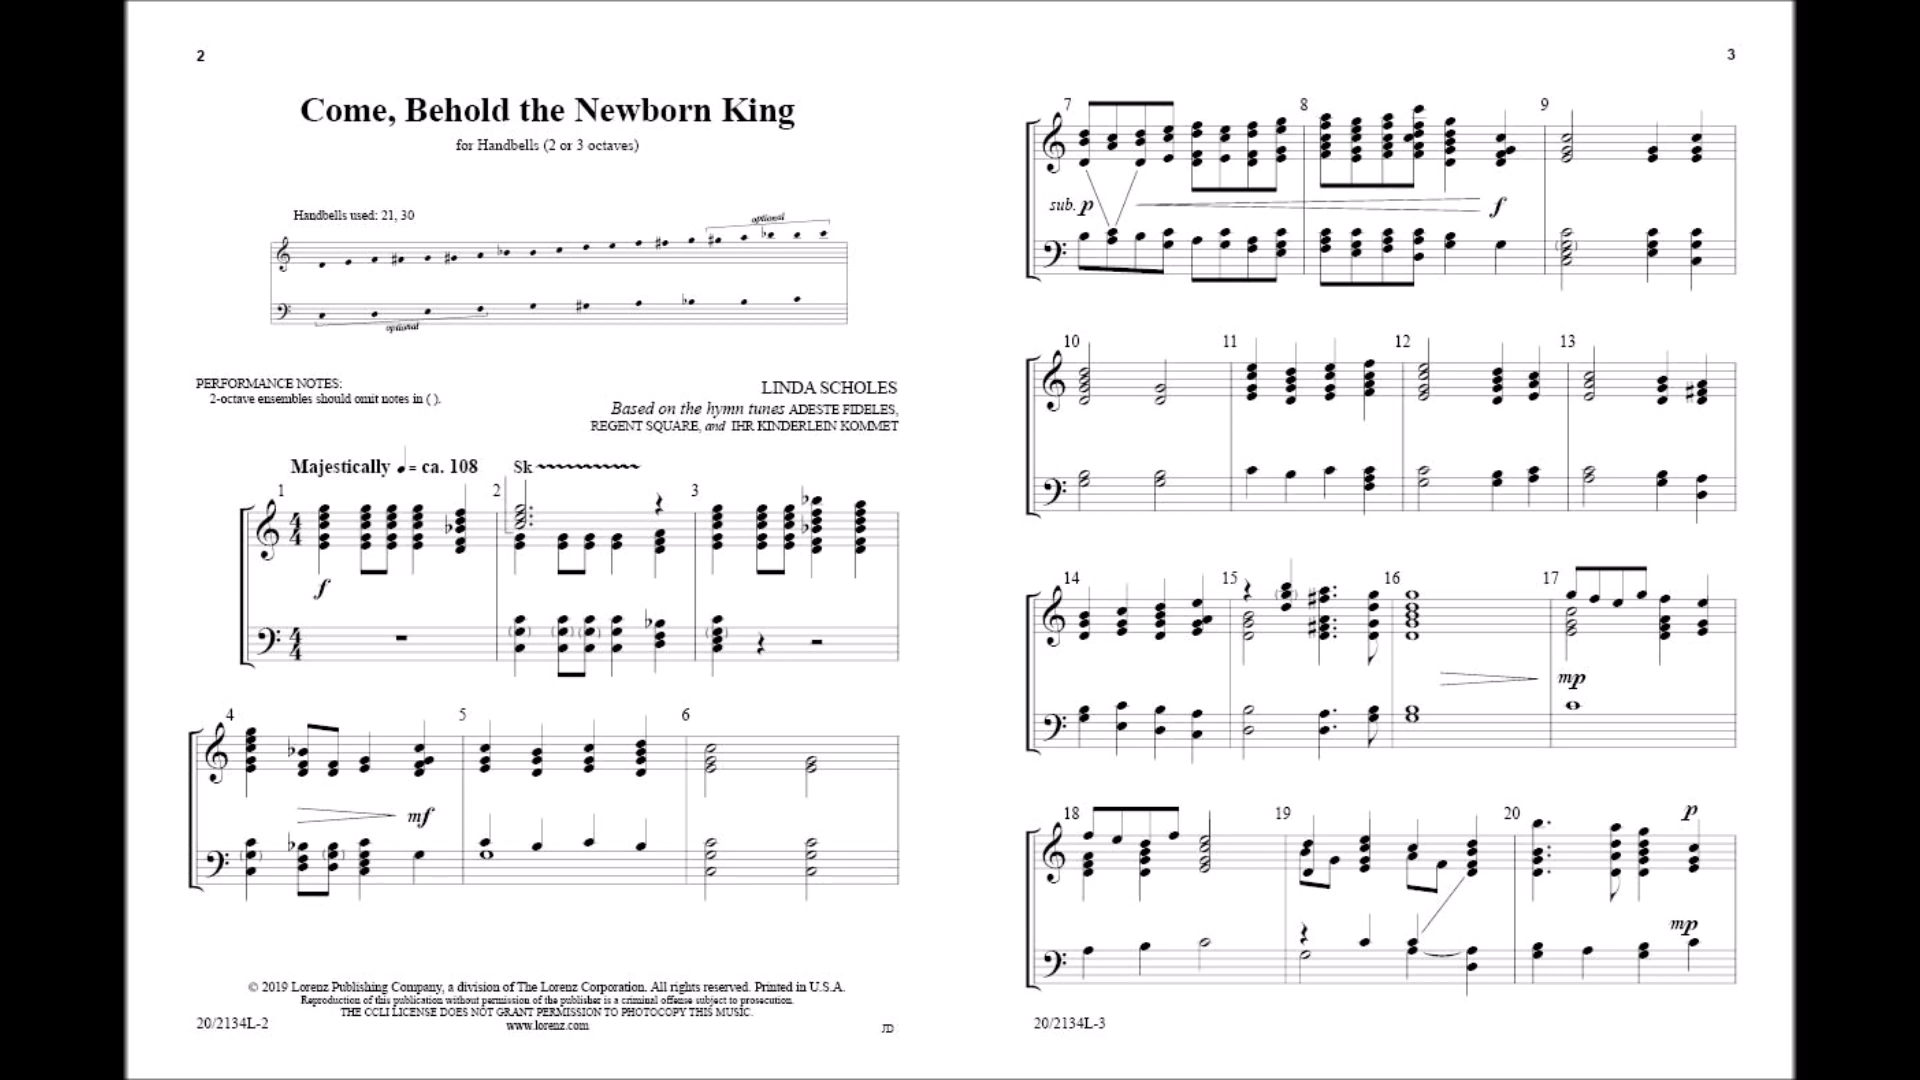 2
Come, Behold the Newborn King
for Handbells (2 or 3 octaves)
Handbells used: 21, 30
optional
optional
PERFORMANCE NOTES:
2-octave ensembles should omit notes in ( ).
LINDA SCHOLES
Based on the hymn tunes ADESTE FIDELES,
REGENT SQUARE, and IHR KINDERLEIN KOMMET
Majestically ♩= ca. 108
Sk
1 2 3
4
4
4
4
f
4 5 6
mf
© 2019 Lorenz Publishing Company, a division of The Lorenz Corporation. All rights reserved. Printed in U.S.A.
Reproduction of this publication without permission of the publisher is a criminal offense subject to prosecution.
THE CCLI LICENSE DOES NOT GRANT PERMISSION TO PHOTOCOPY THIS MUSIC.
www.lorenz.com
20/2134L-2
JD
3
7 8 9
sub. p f
10 11 12 13
14 15 16 17
mp
18 19 20
p
mp
20/2134L-3